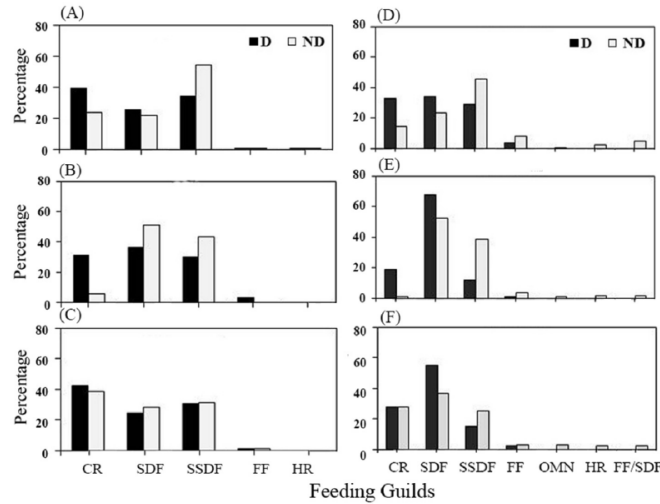 (A)
(D)
80
60
40
20
0
Percentage
D ND
80
60
40
20
0
D ND
(B)
(E)
80
60
40
20
0
Percentage
80
60
40
20
0
(C)
(F)
80
60
40
20
0
Percentage
80
60
40
20
0
CR SDF SSDF FF HR
CR SDF SSDF FF OMN HR FF/SDF
Feeding Guilds